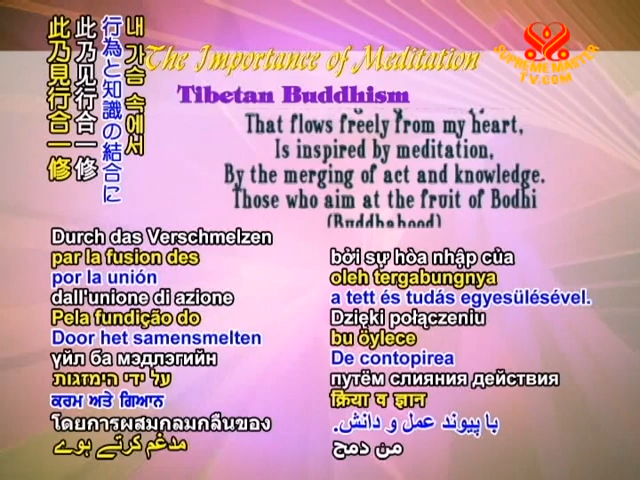 내 가슴 속에서
行為と知識の結合に
此乃见行合一修
此乃見行合一修
The Importance of Meditation
Tibetan Buddhism
SUPREME MASTER
TV.COM
That flows freely from my heart,
Is inspired by meditation,
By the merging of act and knowledge.
Those who aim at the fruit of Bodhi
(Buddhahood)
Durch das Verschmelzen
par la fusion des
por la unión
dall'unione di azione
Pela fundição do
Door het samensmelten
үйл ба мэдлэгийн
על ידי הימזגות
ਕਰਮ ਅਤੇ ਗਿਆਨ
โดยการผสมกลมกลืนของ
مدغم کرتے ہوے
bởi sự hòa nhập của
oleh tergabungnya
a tett és tudás egyesülésével.
Dzięki połączeniu
bu öylece
De contopirea
путём слияния действия
क्रिया व ज्ञान
با پیوند عمل و دانش.
من دمج